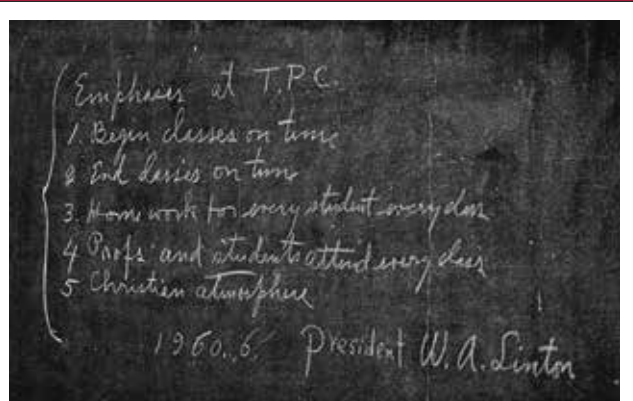 Emphases at T.P.C.
1. Begin classes on time
2 End classes on time
3. Home work for every student every class
4 Profs. and students attend every class
5 Christian atmosphere
1960.. 6. President W. A. Linton